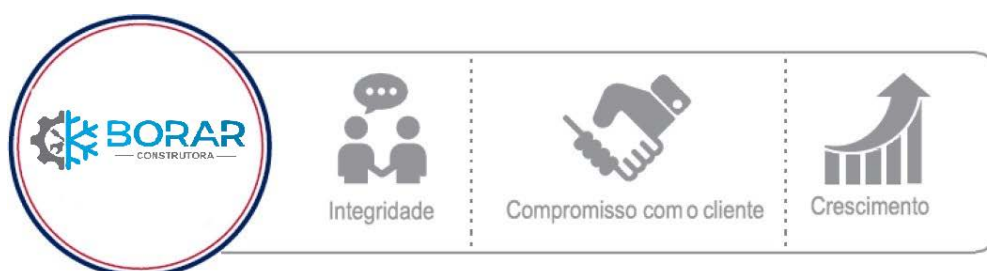 BORAR
CONSTRUTORA
Integridade
Compromisso com o cliente
Crescimento